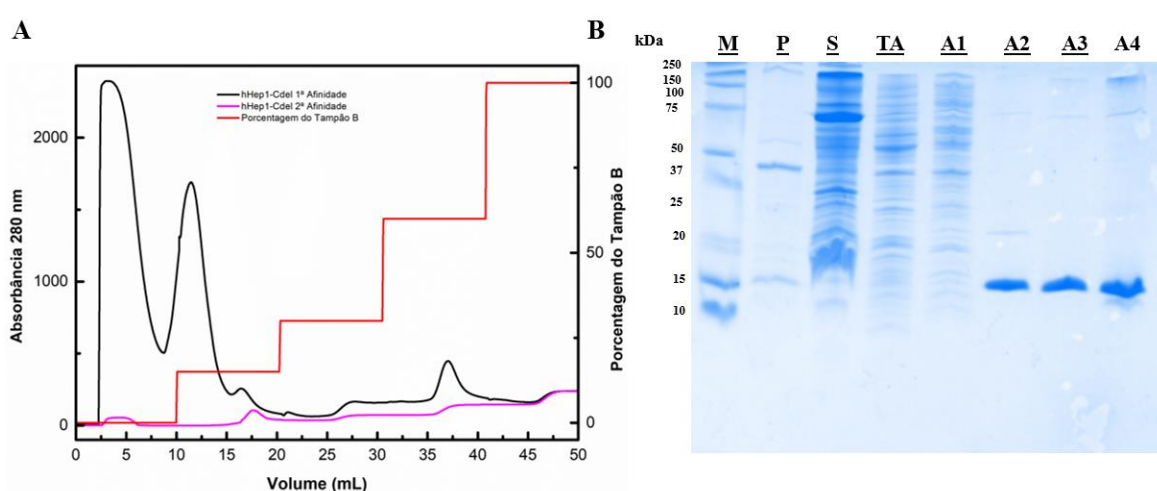 A
B
hHep1-Cdel 1ª Afinidade
hHep1-Cdel 2ª Afinidade
Porcentagem do Tampão B
Absorbância 280 nm
2000
1000
0
100
50
0
Porcentagem do Tampão B
0 5 10 15 20 25 30 35 40 45 50
Volume (mL)
kDa M P S TA A1 A2 A3 A4
250
150
100
75
50
37
25
20
15
10